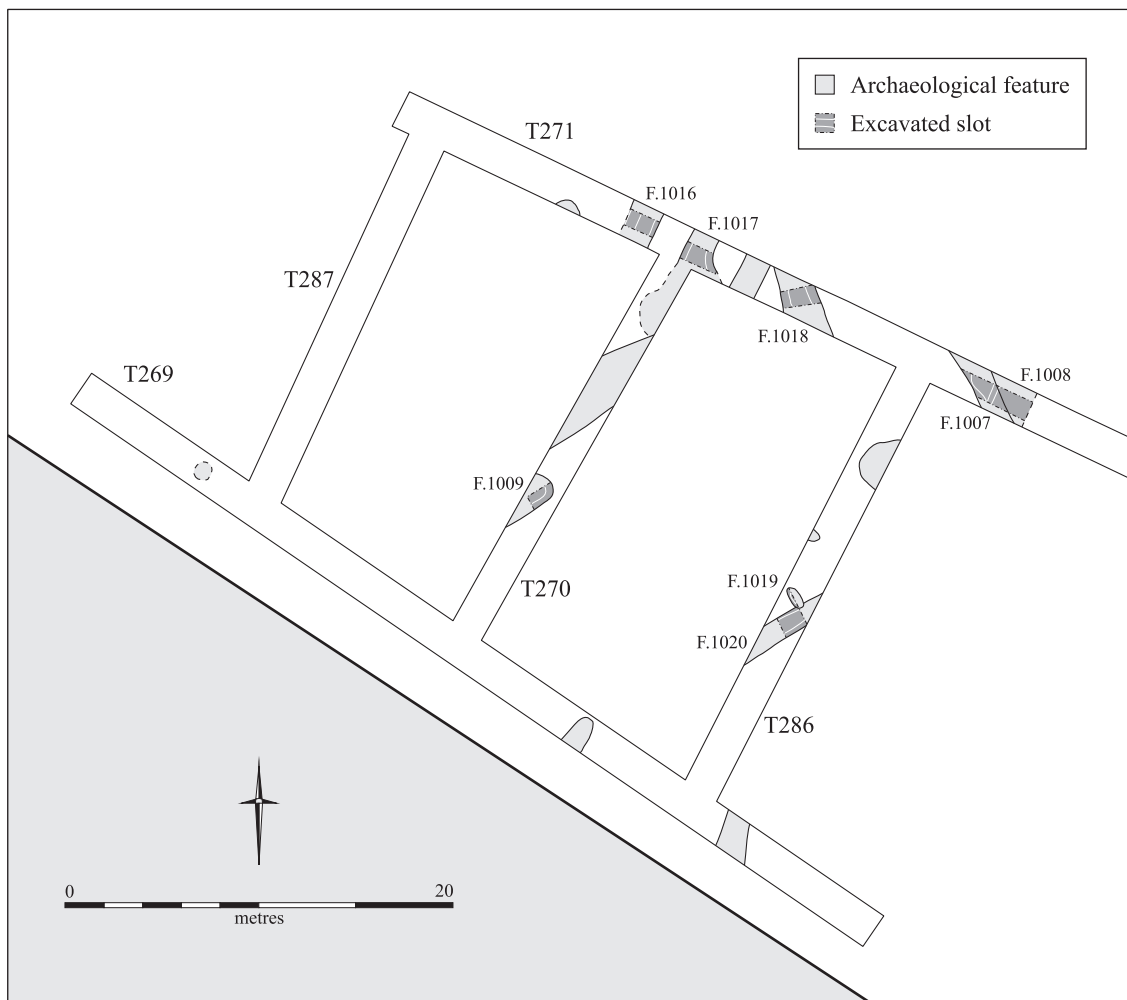 Archaeological feature
Excavated slot
T271
F.1016
F.1017
T287
F.1018
T269
F.1008
F.1007
F.1009
F.1019
T270
F.1020
T286
0 20
metres